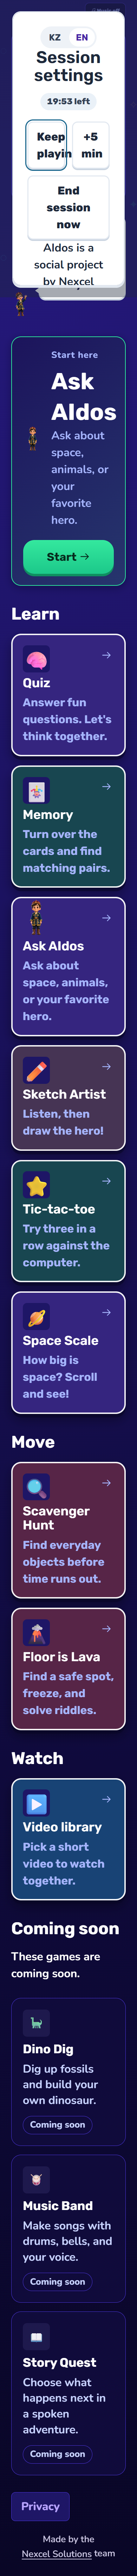 KZ EN
Session
settings
19:53 left
Keep
playin
+5
min
End
session
now
Aldos is a
social project
by Nexcel
Start here
Ask
Aldos
Ask about
space,
animals, or
your
favorite
hero.
Start →
Learn
Quiz
Answer fun
questions. Let's
think together.
Memory
Turn over the
cards and find
matching pairs.
Ask Aldos
Ask about
space, animals,
or your favorite
hero.
Sketch Artist
Listen, then
draw the hero!
Tic-tac-toe
Try three in a
row against the
computer.
Space Scale
How big is
space? Scroll
and see!
Move
Scavenger
Hunt
Find everyday
objects before
time runs out.
Floor is Lava
Find a safe spot,
freeze, and
solve riddles.
Watch
Video library
Pick a short
video to watch
together.
Coming soon
These games are
coming soon.
Dino Dig
Dig up fossils
and build your
own dinosaur.
Coming soon
Music Band
Make songs with
drums, bells, and
your voice.
Coming soon
Story Quest
Choose what
happens next in
a spoken
adventure.
Coming soon
Privacy
Made by the
Nexcel Solutions team